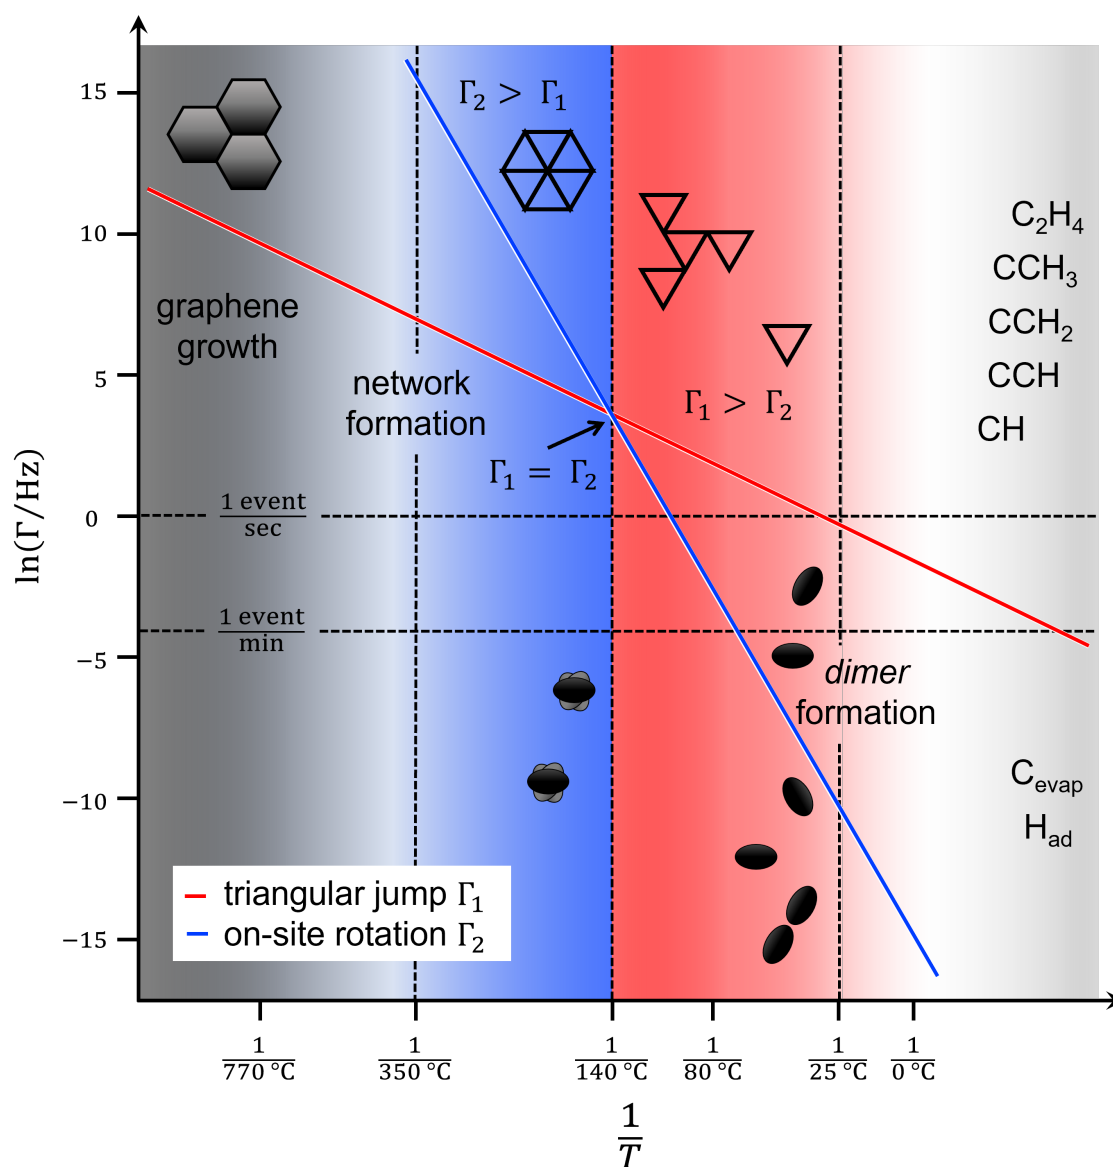 Γ₂ > Γ₁
15
10
5
0
−5
−10
−15
ln(Γ/Hz)
graphene
growth
network
formation
Γ₁ = Γ₂
Γ₁ > Γ₂
C₂H₄
CCH₃
CCH₂
CCH
CH
1 event
sec
1 event
min
dimer
formation
C_evap
H_ad
triangular jump Γ₁
on-site rotation Γ₂
1/770 °C
1/350 °C
1/140 °C
1/80 °C
1/25 °C
1/0 °C
1/T